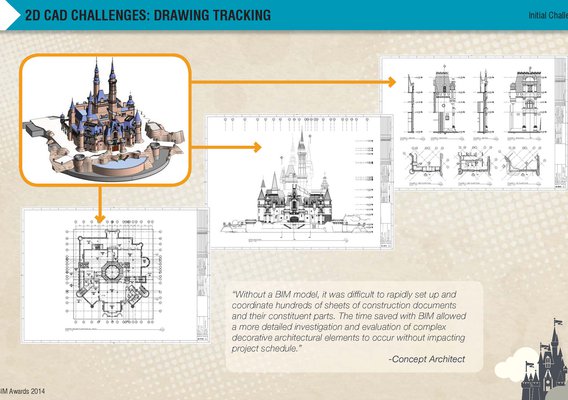 2D CAD CHALLENGES: DRAWING TRACKING
Initial Challe
“Without a BIM model, it was difficult to rapidly set up and
coordinate hundreds of sheets of construction documents
and their constituent parts. The time saved with BIM allowed
a more detailed investigation and evaluation of complex
decorative architectural elements to occur without impacting
project schedule.”
-Concept Architect
IM Awards 2014